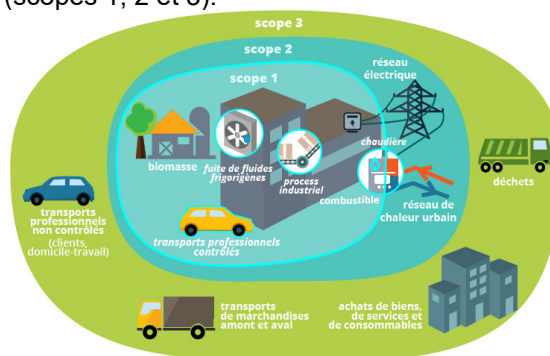 (scopes 1, 2 et 3).
scope 3
scope 2
scope 1
réseau
électrique
chaudière
biomasse
fuite de fluides
frigorigènes
process
industriel
combustible
réseau de
chaleur urbain
déchets
transports
professionnels
non contrôlés
(clients,
domicile-travail)
transports professionnels
contrôlés
transports
de marchandises
amont et aval
achats de biens,
de services et
de consommables